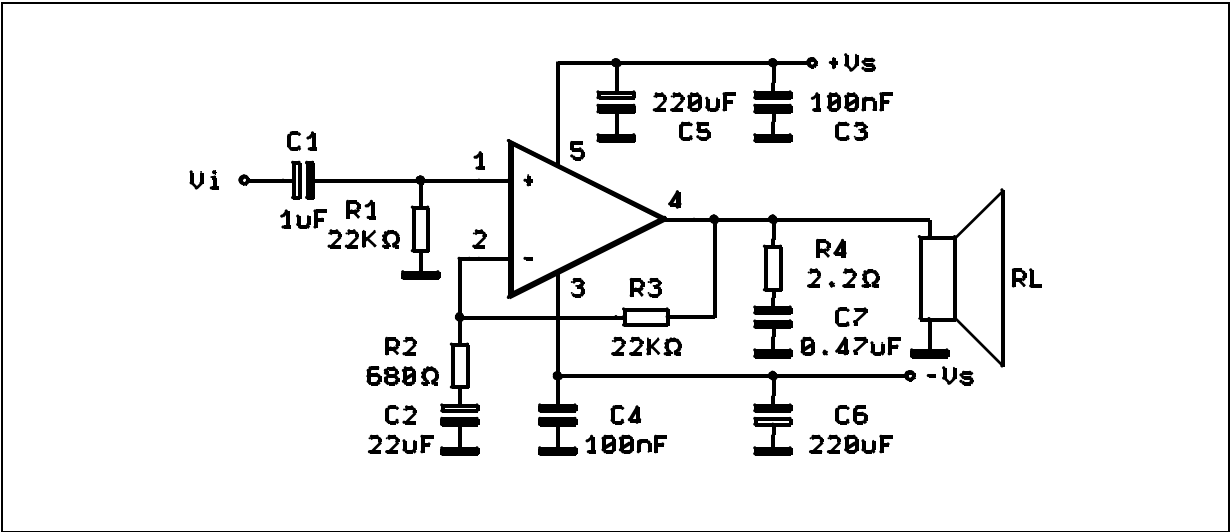 +Vs
220uF
100nF
C5
C3
C1
5
1
Vi
+
4
1uF
R1
22KΩ
2
R4
-
2.2Ω
3
R3
RL
C7
22KΩ
0.47uF
R2
680Ω
-Vs
C2
C4
C6
22uF
100nF
220uF